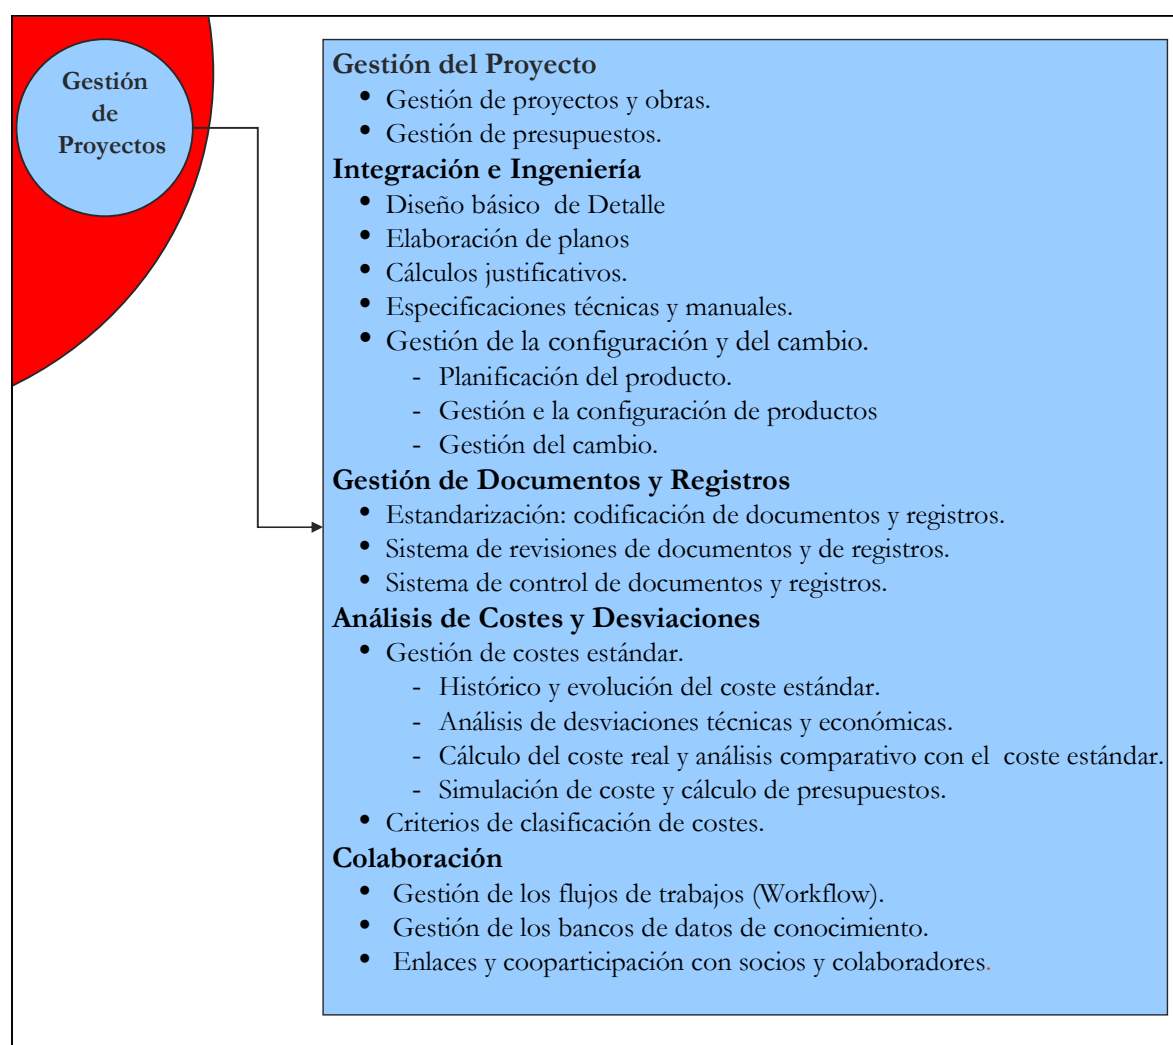 Gestión
de
Proyectos
Gestión del Proyecto
• Gestión de proyectos y obras.
• Gestión de presupuestos.
Integración e Ingeniería
• Diseño básico  de Detalle
• Elaboración de planos
• Cálculos justificativos.
• Especificaciones técnicas y manuales.
• Gestión de la configuración y del cambio.
- Planificación del producto.
- Gestión e la configuración de productos
- Gestión del cambio.
Gestión de Documentos y Registros
• Estandarización: codificación de documentos y registros.
• Sistema de revisiones de documentos y de registros.
• Sistema de control de documentos y registros.
Análisis de Costes y Desviaciones
• Gestión de costes estándar.
- Histórico y evolución del coste estándar.
- Análisis de desviaciones técnicas y económicas.
- Cálculo del coste real y análisis comparativo con el  coste estándar.
- Simulación de coste y cálculo de presupuestos.
• Criterios de clasificación de costes.
Colaboración
• Gestión de los flujos de trabajos (Workflow).
• Gestión de los bancos de datos de conocimiento.
• Enlaces y cooparticipación con socios y colaboradores.